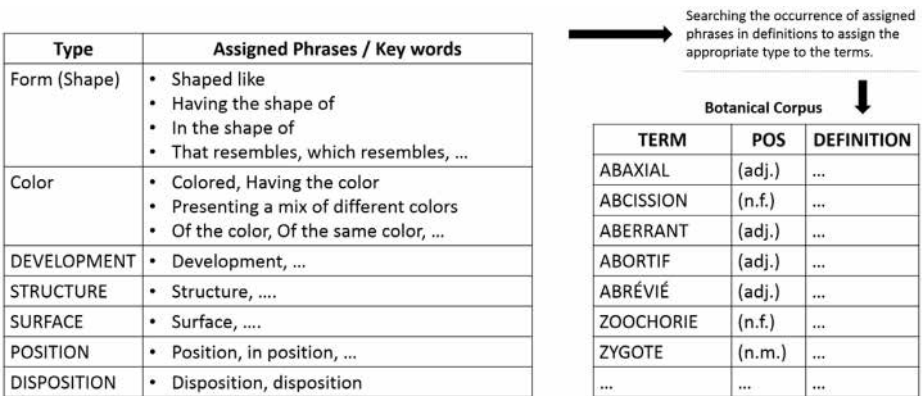 Searching the occurrence of assigned
phrases in definitions to assign the
appropriate type to the terms.
Type Assigned Phrases / Key words
Form (Shape) • Shaped like
• Having the shape of
• In the shape of
• That resembles, which resembles, ...
Color • Colored, Having the color
• Presenting a mix of different colors
• Of the color, Of the same color, ...
DEVELOPMENT • Development, ...
STRUCTURE • Structure, ....
SURFACE • Surface, ....
POSITION • Position, in position, ...
DISPOSITION • Disposition, disposition
Botanical Corpus
TERM POS DEFINITION
ABAXIAL (adj.) ...
ABCISSION (n.f.) ...
ABERRANT (adj.) ...
ABORTIF (adj.) ...
ABRÉVIÉ (adj.) ...
ZOOCHORIE (n.f.) ...
ZYGOTE (n.m.) ...
... ... ...